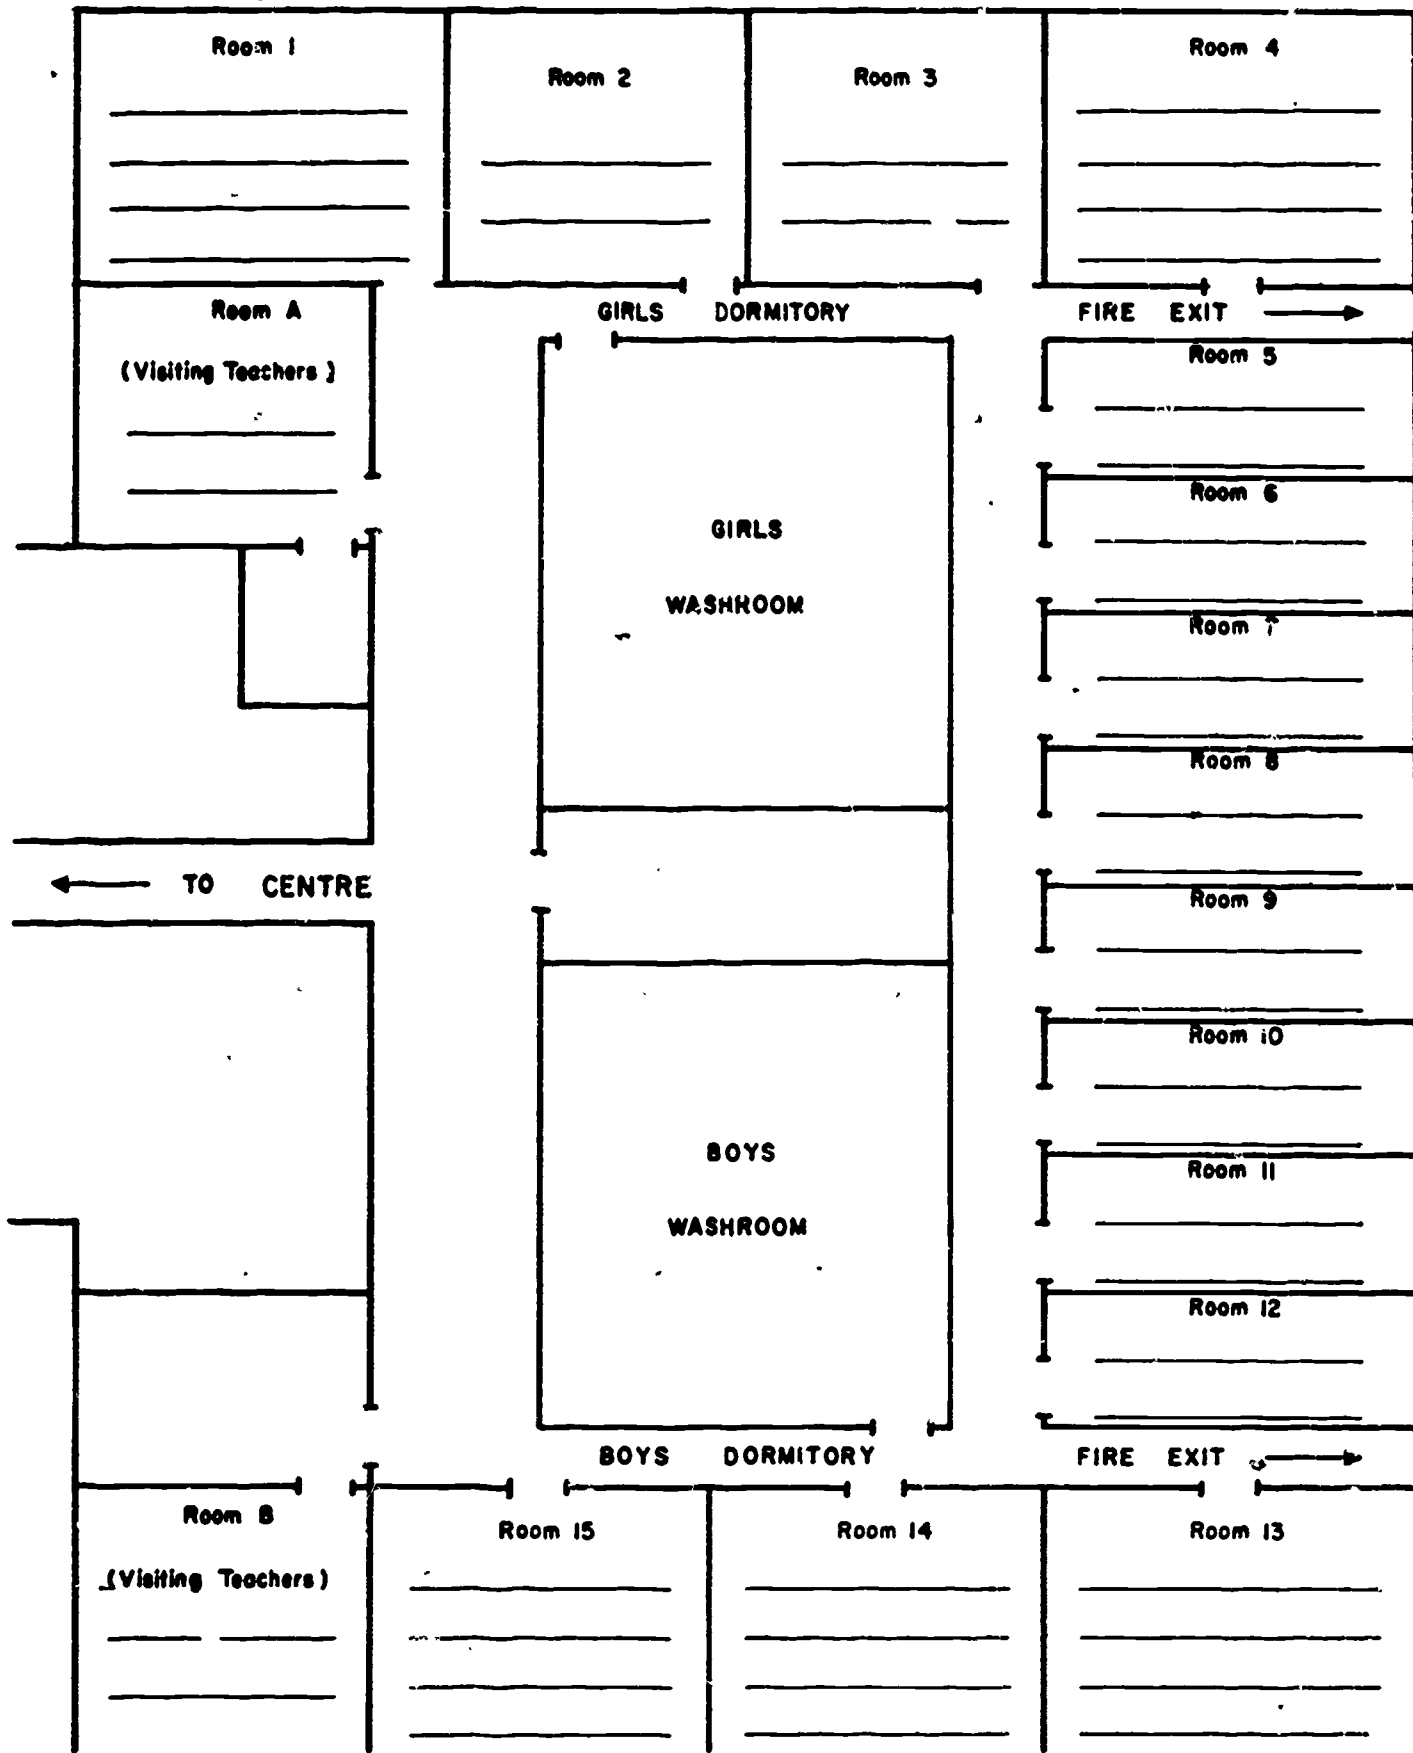 Room 1
Room 2
Room 3
Room 4
Room A
(Visiting Teachers)
GIRLS DORMITORY
FIRE EXIT
Room 5
GIRLS
WASHROOM
Room 6
Room 7
Room 8
TO CENTRE
Room 9
Room 10
BOYS
WASHROOM
Room 11
Room 12
BOYS DORMITORY
FIRE EXIT
Room B
(Visiting Teachers)
Room 15
Room 14
Room 13